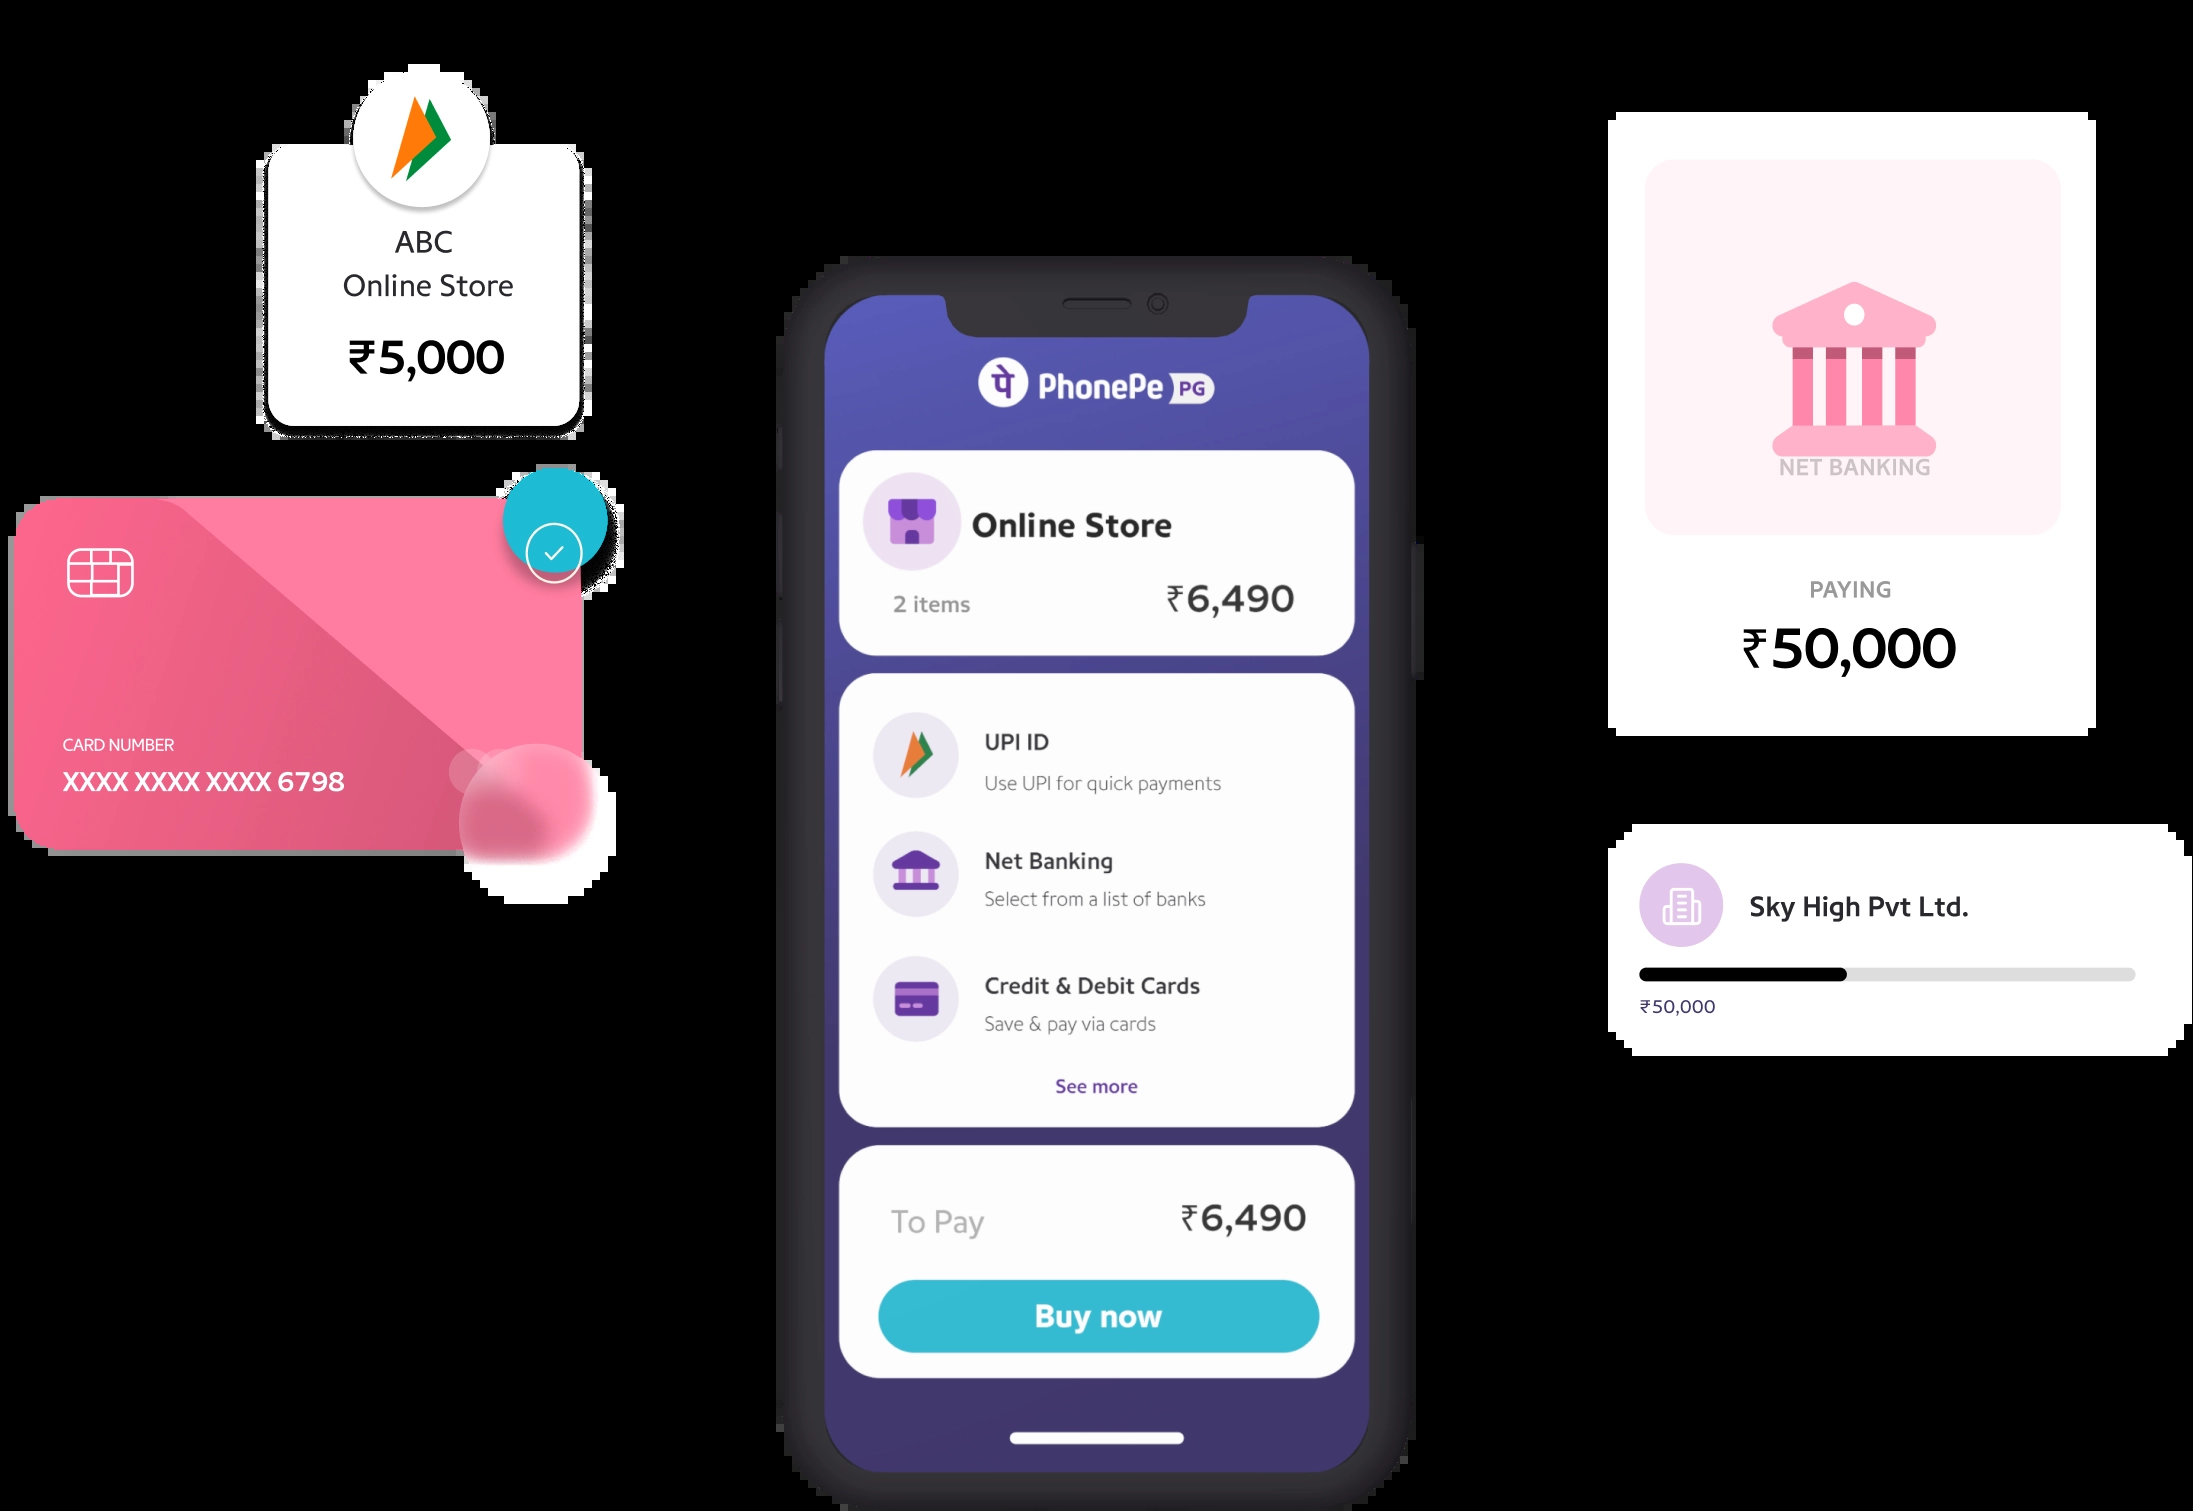 ABC
Online Store
₹5,000
CARD NUMBER
XXXX XXXX XXXX 6798
पे PhonePe PG
Online Store
2 items ₹6,490
UPI ID
Use UPI for quick payments
Net Banking
Select from a list of banks
Credit & Debit Cards
Save & pay via cards
See more
To Pay ₹6,490
Buy now
NET BANKING
PAYING
₹50,000
Sky High Pvt Ltd.
₹50,000